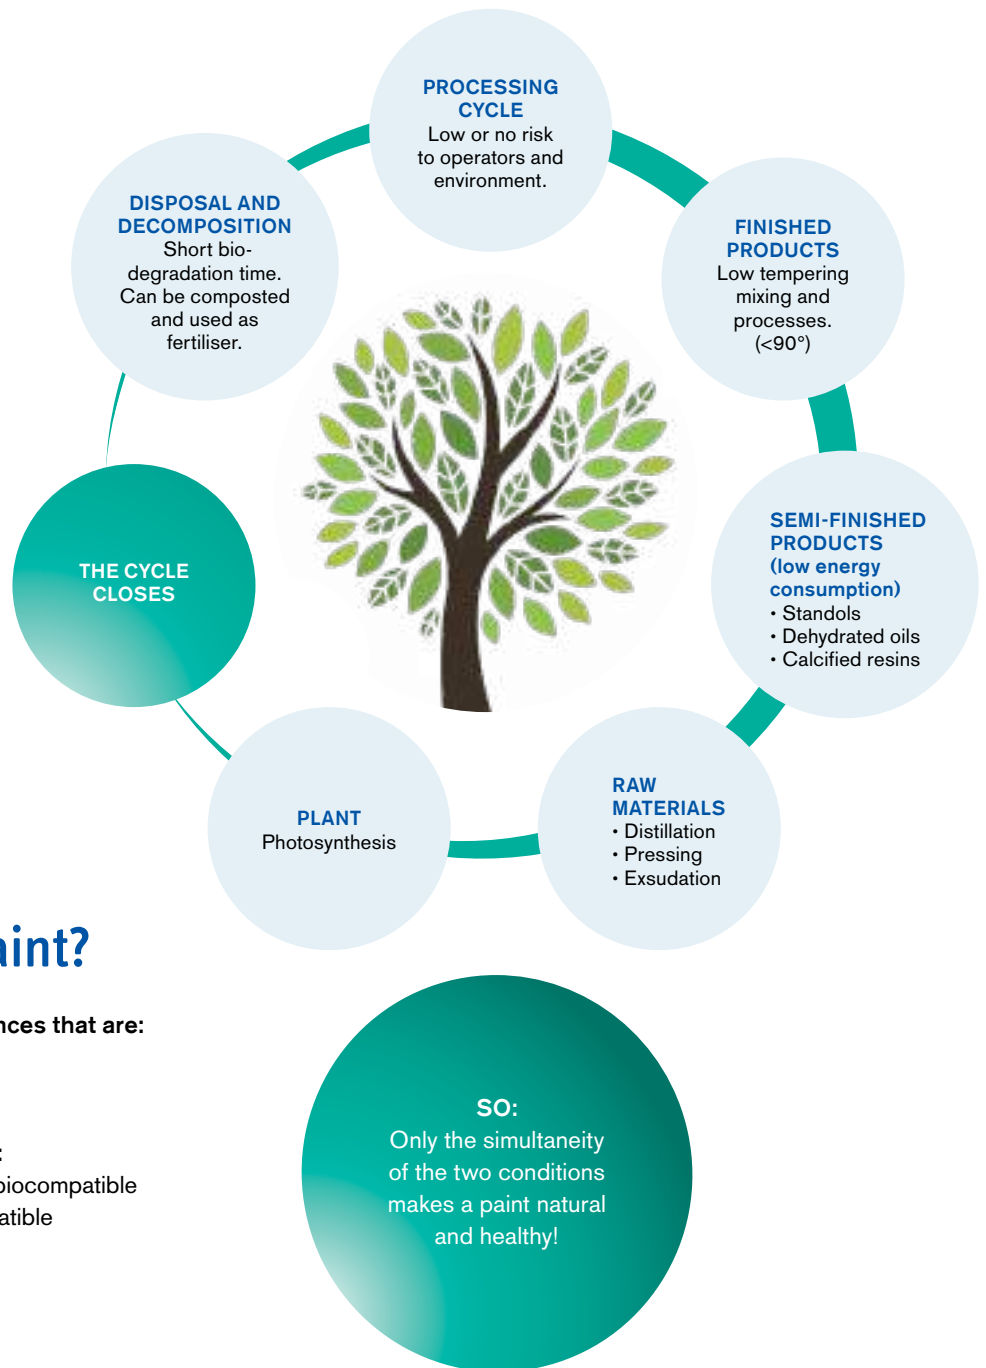 PROCESSING
CYCLE
Low or no risk
to operators and
environment.
DISPOSAL AND
DECOMPOSITION
Short bio-
degradation time.
Can be composted
and used as
fertiliser.
FINISHED
PRODUCTS
Low tempering
mixing and
processes.
(<90°)
SEMI-FINISHED
PRODUCTS
(low energy
consumption)
• Standols
• Dehydrated oils
• Calcified resins
THE CYCLE
CLOSES
RAW
MATERIALS
• Distillation
• Pressing
• Exsudation
PLANT
Photosynthesis
aint?
nces that are:
:
biocompatible
atible
SO:
Only the simultaneity
of the two conditions
makes a paint natural
and healthy!